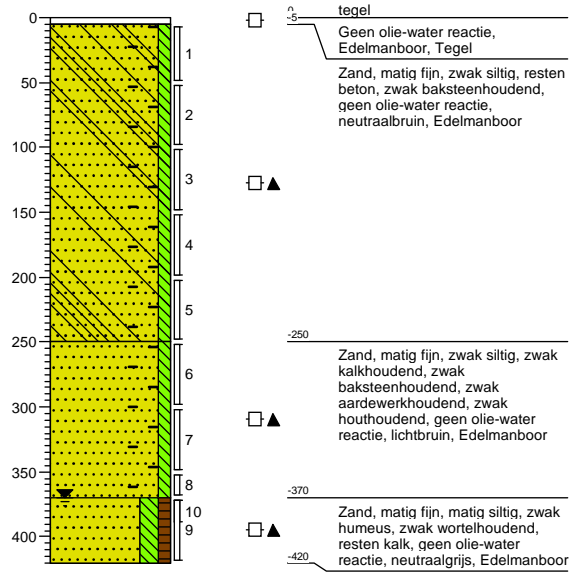 0
50
100
150
200
250
300
350
400
1
2
3
4
5
6
7
8
10
9
0
tegel
-5
Geen olie-water reactie,
Edelmanboor, Tegel
Zand, matig fijn, zwak siltig, resten
beton, zwak baksteenhoudend,
geen olie-water reactie,
neutraalbruin, Edelmanboor
-250
Zand, matig fijn, zwak siltig, zwak
kalkhoudend, zwak
baksteenhoudend, zwak
aardewerkhoudend, zwak
houthoudend, geen olie-water
reactie, lichtbruin, Edelmanboor
-370
Zand, matig fijn, matig siltig, zwak
humeus, zwak wortelhoudend,
resten kalk, geen olie-water
reactie, neutraalgrijs, Edelmanboor
-420